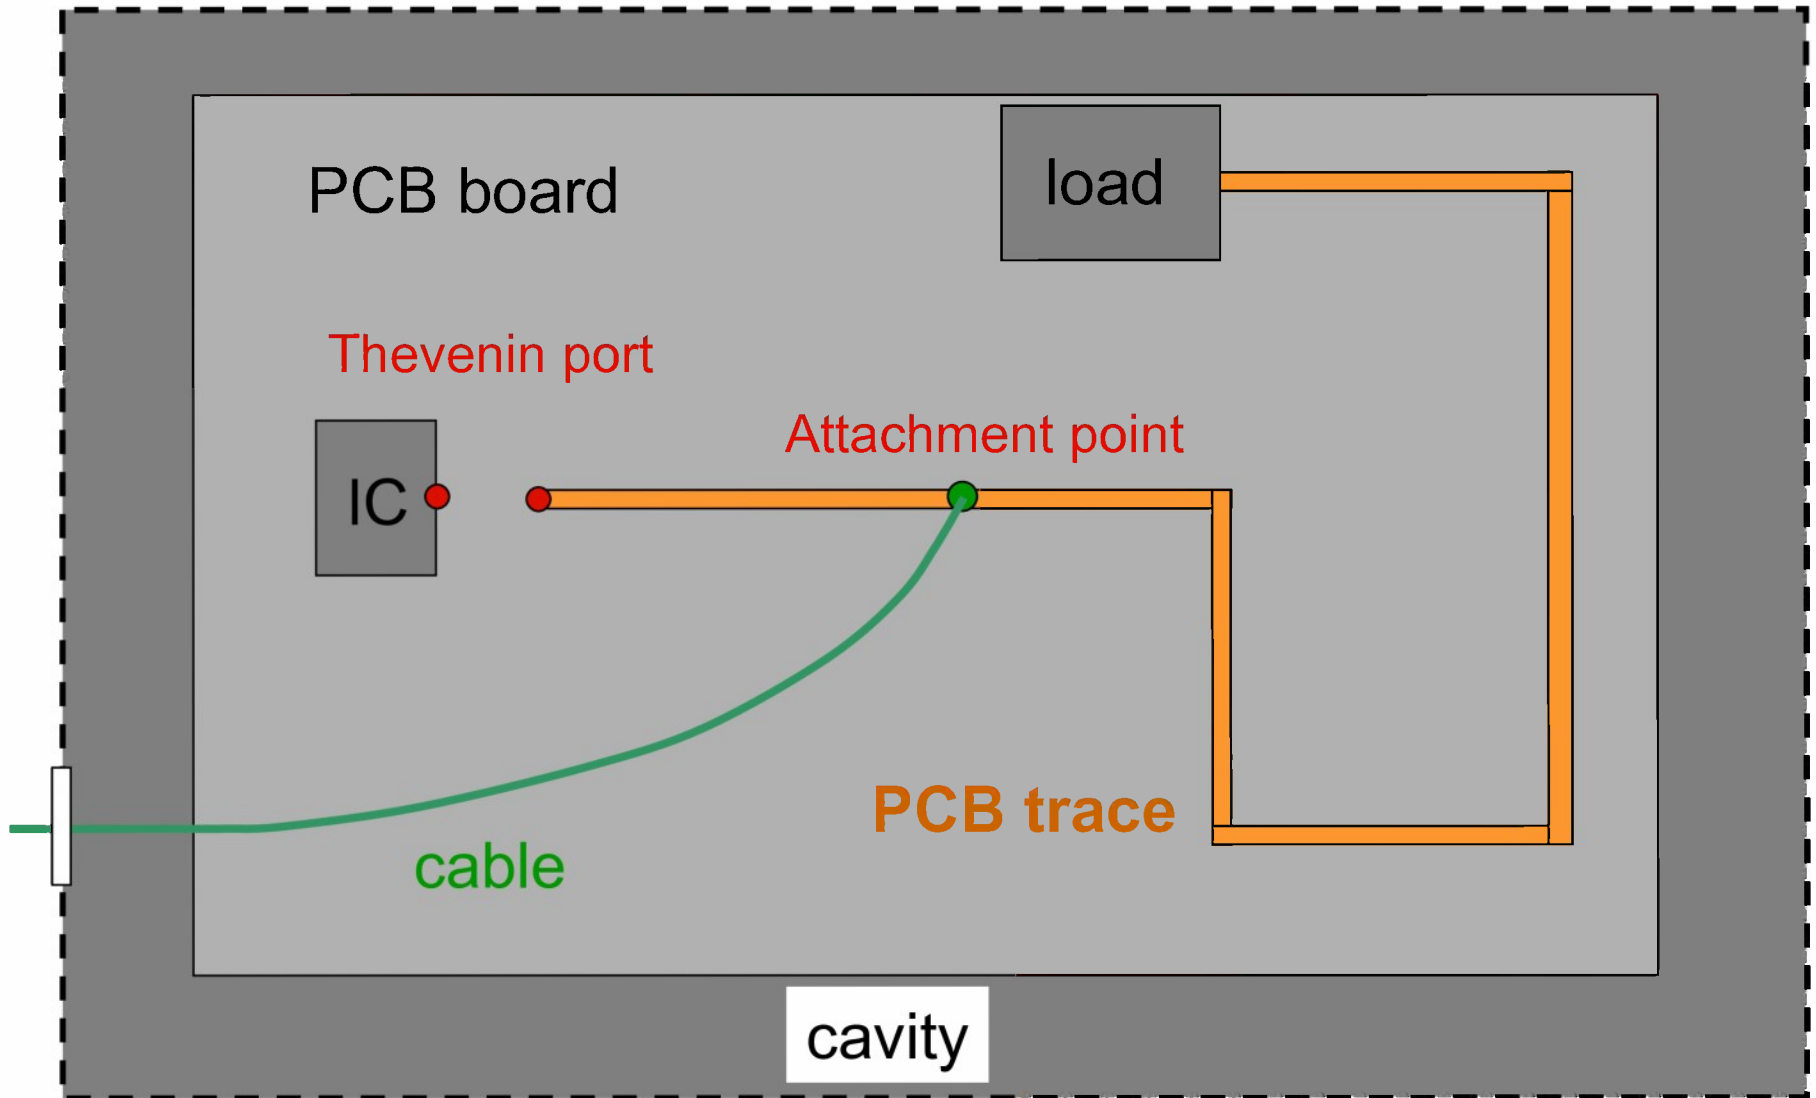 PCB board
load
Thevenin port
Attachment point
IC
PCB trace
cable
cavity